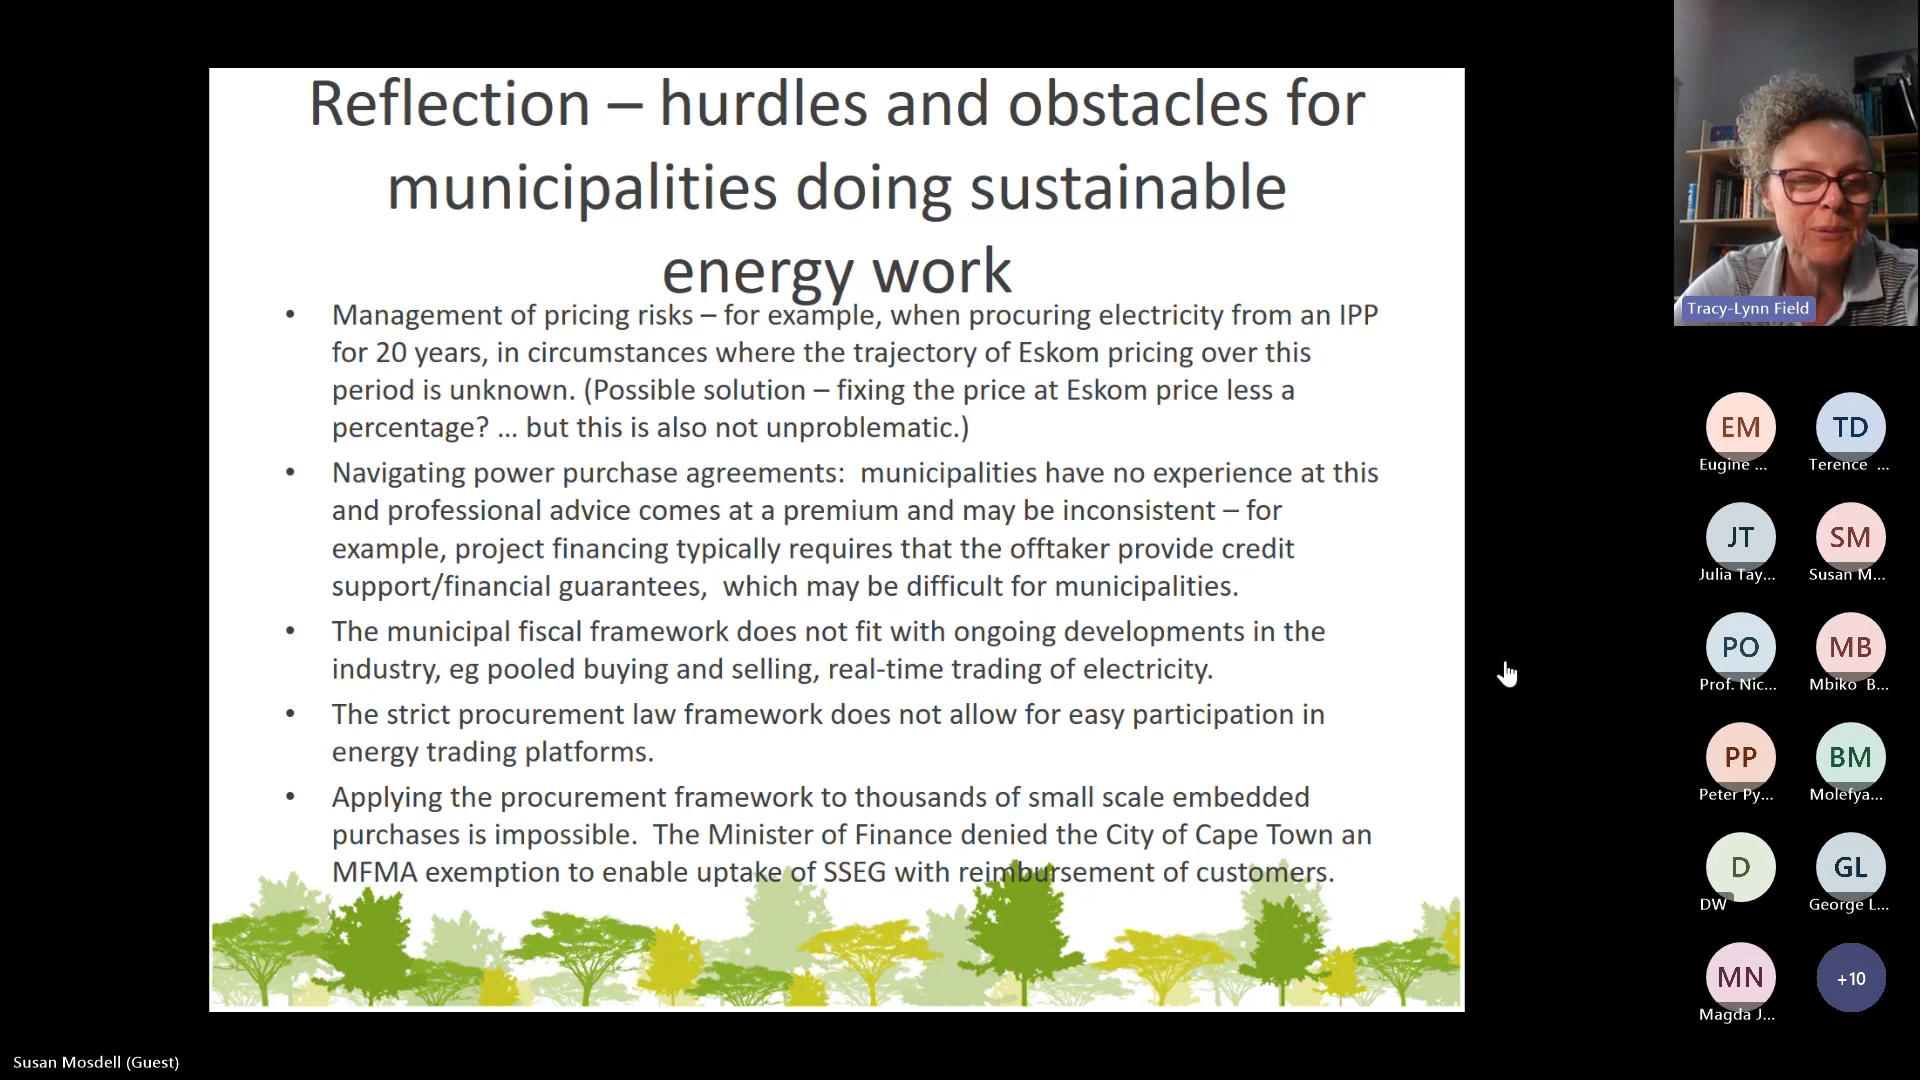 Reflection – hurdles and obstacles for
municipalities doing sustainable
energy work
• Management of pricing risks – for example, when procuring electricity from an IPP
for 20 years, in circumstances where the trajectory of Eskom pricing over this
period is unknown. (Possible solution – fixing the price at Eskom price less a
percentage? ... but this is also not unproblematic.)
• Navigating power purchase agreements:  municipalities have no experience at this
and professional advice comes at a premium and may be inconsistent – for
example, project financing typically requires that the offtaker provide credit
support/financial guarantees,  which may be difficult for municipalities.
• The municipal fiscal framework does not fit with ongoing developments in the
industry, eg pooled buying and selling, real-time trading of electricity.
• The strict procurement law framework does not allow for easy participation in
energy trading platforms.
• Applying the procurement framework to thousands of small scale embedded
purchases is impossible.  The Minister of Finance denied the City of Cape Town an
MFMA exemption to enable uptake of SSEG with reimbursement of customers.
Tracy-Lynn Field
EM TD
Eugine ... Terence ...
JT SM
Julia Tay... Susan M...
PO MB
Prof. Nic... Mbiko B...
PP BM
Peter Py... Molefya...
D GL
DW George L...
MN +10
Magda J...
Susan Mosdell (Guest)